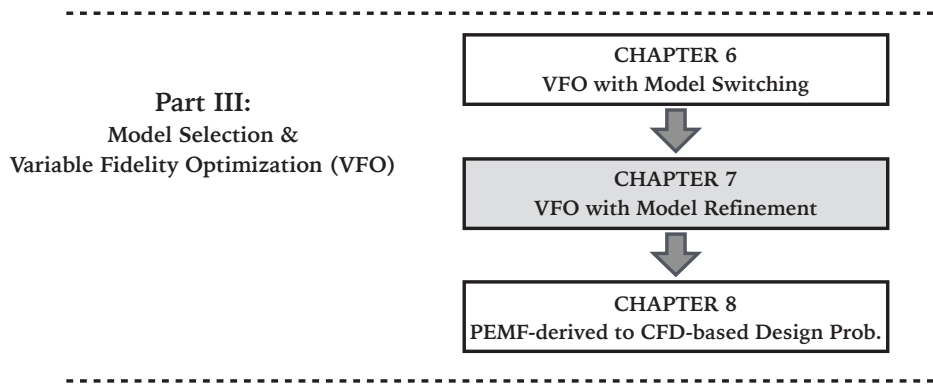 Part III:
Model Selection &
Variable Fidelity Optimization (VFO)
CHAPTER 6
VFO with Model Switching
CHAPTER 7
VFO with Model Refinement
CHAPTER 8
PEMF-derived to CFD-based Design Prob.